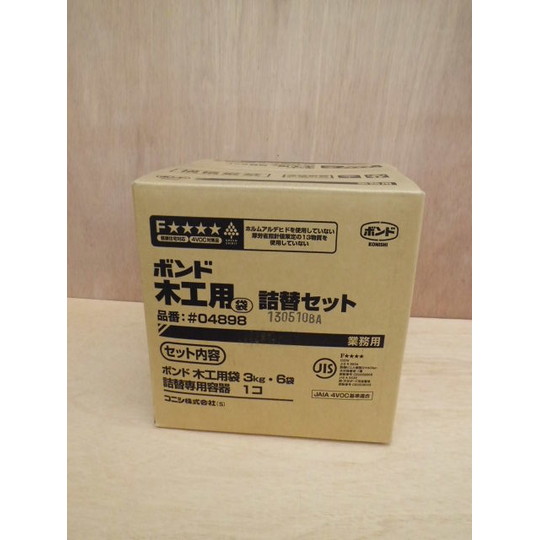 F★★★★
4VOC対策品
ホルムアルデヒドを使用していない
厚労省指針値策定の13物質を
使用していない
ボンド
KONISHI
ボンド
木工用 袋 詰替セット
130510BA
品番:#04898
業務用
セット内容
ボンド 木工用袋 3kg・6袋
詰替専用容器 1コ
コニシ株式会社(S)
JIS
F★★★★
JAIA 4VOC基準適合